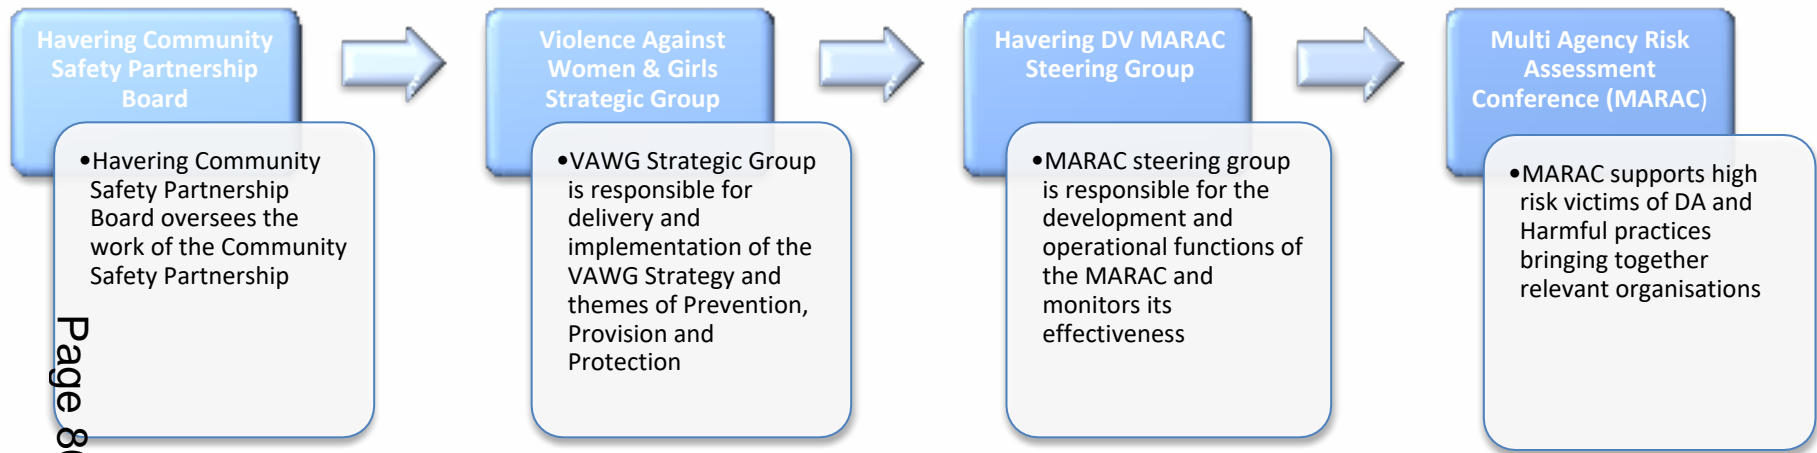 Havering Community
Safety Partnership
Board
•Havering Community
Safety Partnership
Board oversees the
work of the Community
Safety Partnership
Violence Against
Women & Girls
Strategic Group
•VAWG Strategic Group
is responsible for
delivery and
implementation of the
VAWG Strategy and
themes of Prevention,
Provision and
Protection
Havering DV MARAC
Steering Group
•MARAC steering group
is responsible for the
development and
operational functions of
the MARAC and
monitors its
effectiveness
Multi Agency Risk
Assessment
Conference (MARAC)
•MARAC supports high
risk victims of DA and
Harmful practices
bringing together
relevant organisations
Page